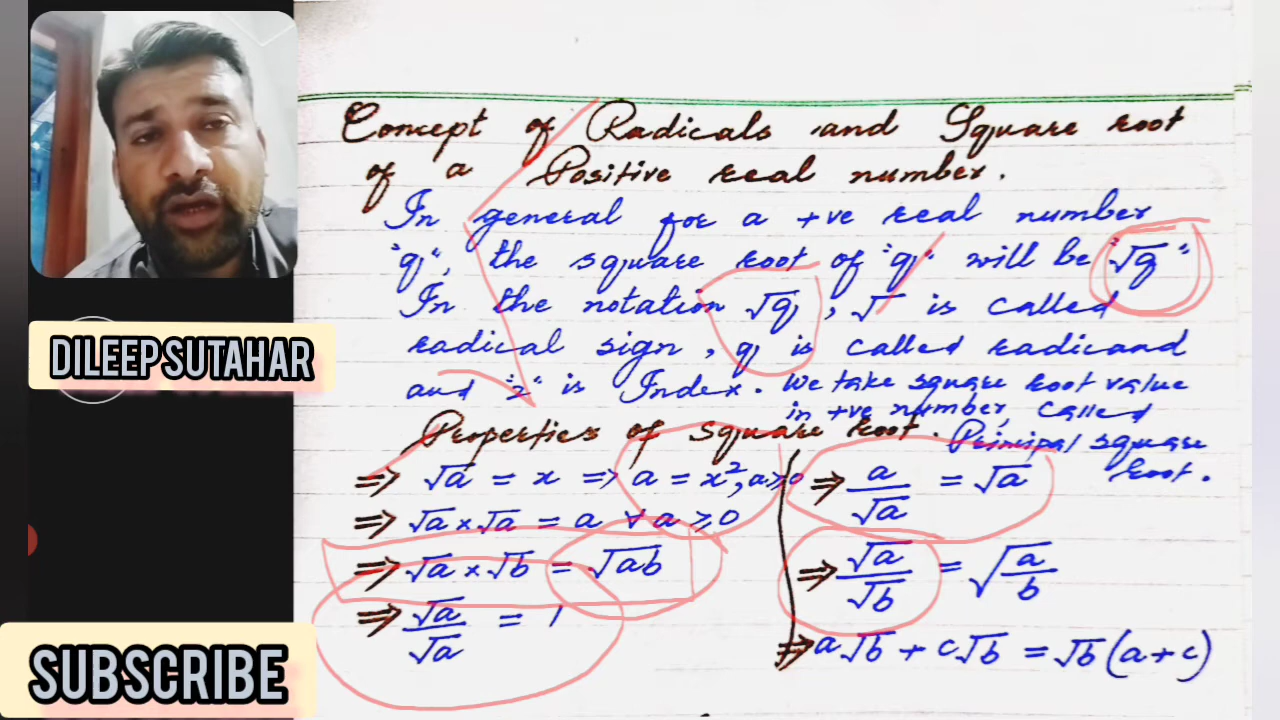 Concept of Radicals and Square root
of a Positive real number.
In general for a +ve real number
"q", the square root of "q" will be "√q"
In the notation √q, √ is called
radical sign, q is called radicand
and "2" is Index. We take square root value
in +ve number, called
Principal square
root.
Properties of square root.
⇒ √a = x ⇒ a = x², a ≥ 0
⇒ √a × √a = a ∀ a ≥ 0
⇒ √a × √b = √ab
⇒ √a/√a = 1
⇒ a/√a = √a
⇒ √a/√b = √(a/b)
⇒ a√b + c√b = √b(a+c)
DILEEP SUTAHAR
SUBSCRIBE